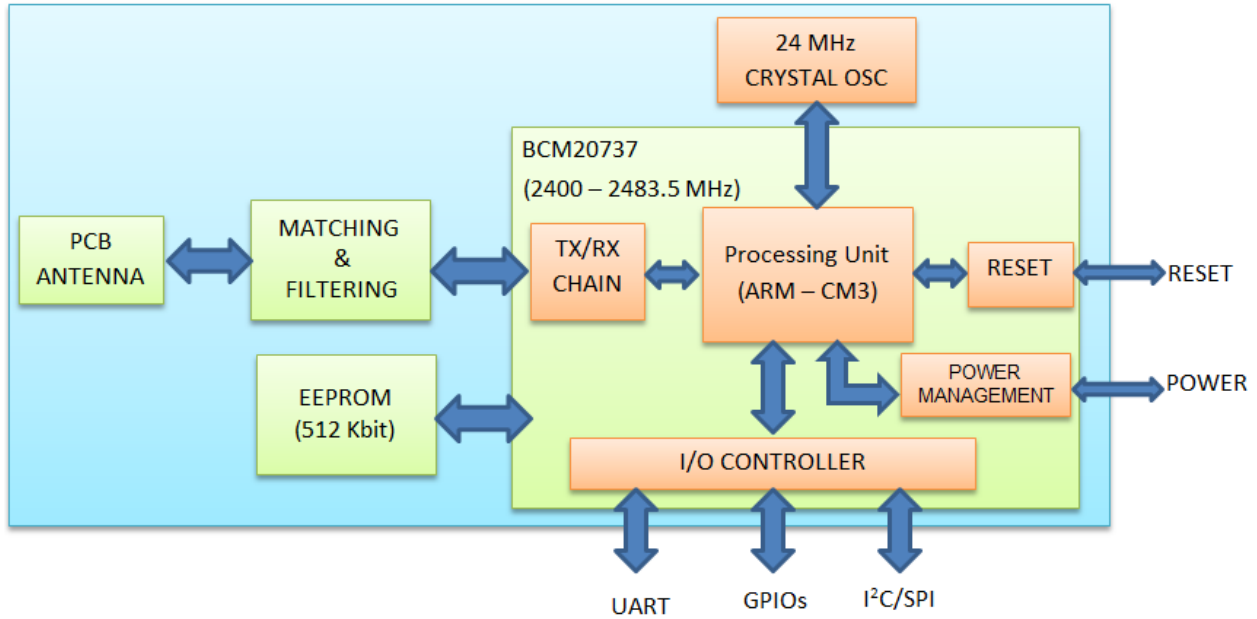 24 MHz
CRYSTAL OSC
BCM20737
(2400 – 2483.5 MHz)
PCB
ANTENNA
MATCHING
&
FILTERING
TX/RX
CHAIN
Processing Unit
(ARM – CM3)
RESET
RESET
EEPROM
(512 Kbit)
POWER
MANAGEMENT
POWER
I/O CONTROLLER
UART
GPIOs
I²C/SPI